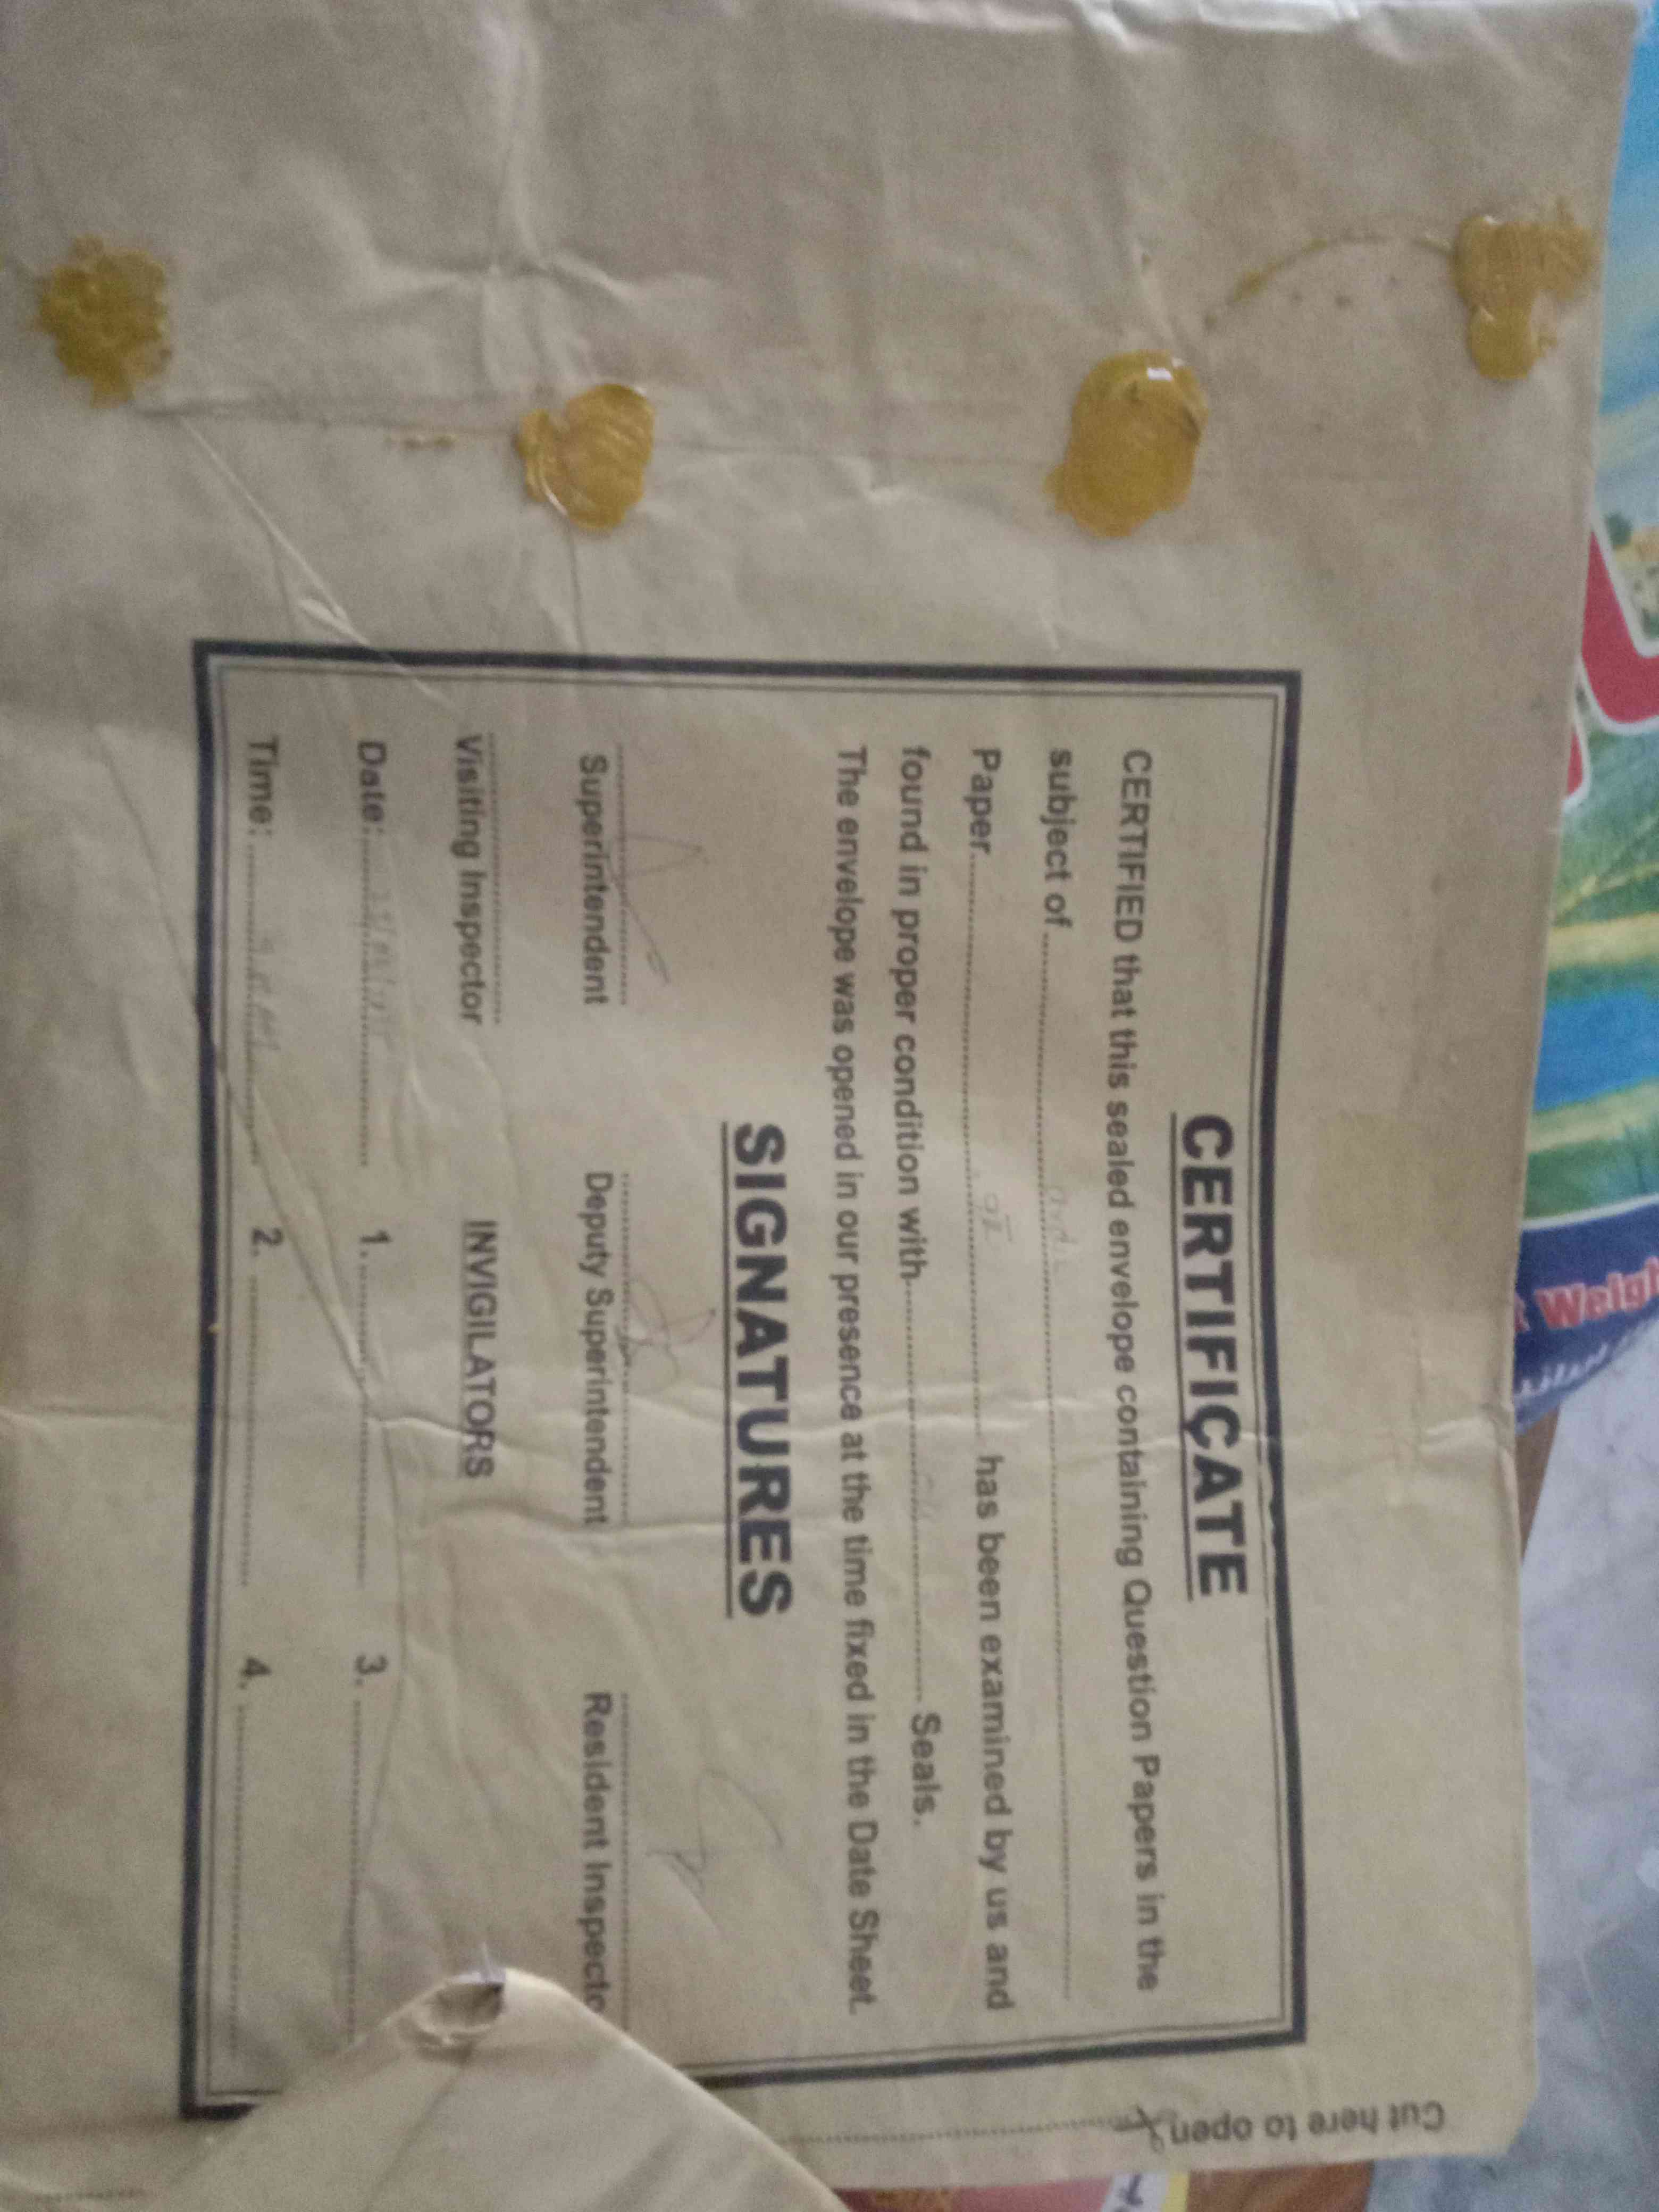 CERTIFICATE
CERTIFIED that this sealed envelope containing Question Papers in the
subject of
Paper has been examined by us and
found in proper condition with Seals.
The envelope was opened in our presence at the time fixed in the Date Sheet.
SIGNATURES
Superintendent Deputy Superintendent Resident Inspecto
Visiting Inspector INVIGILATORS
Date: 1. 3.
Time: 2. 4.
Cut here to open
Weigh